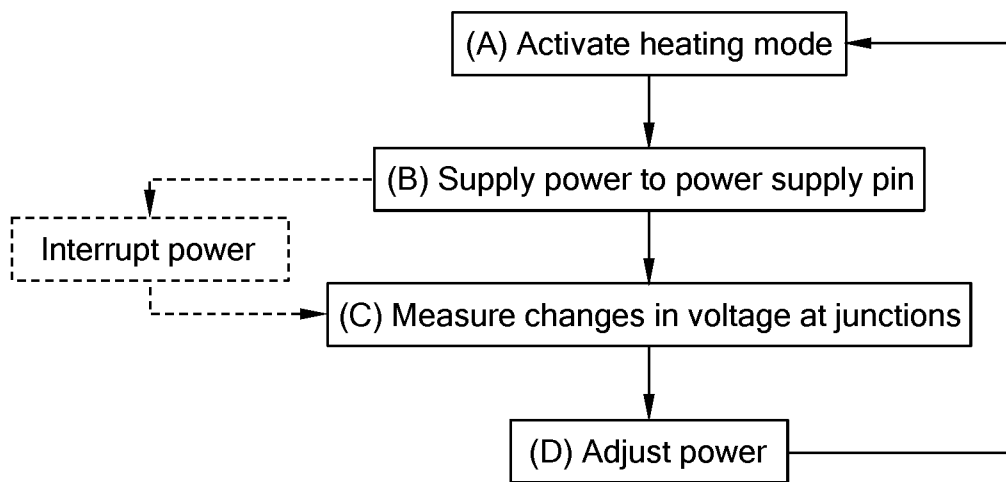 (A) Activate heating mode
(B) Supply power to power supply pin
Interrupt power
(C) Measure changes in voltage at junctions
(D) Adjust power